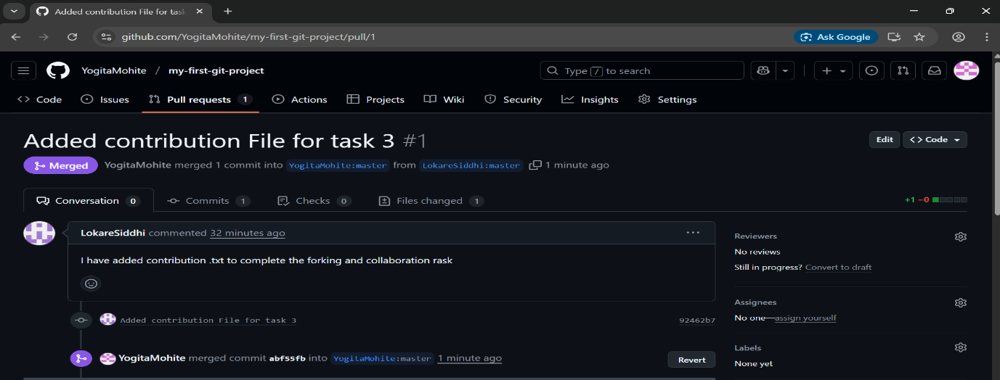 Added contribution File for task
github.com/YogitaMohite/my-first-git-project/pull/1
Ask Google
YogitaMohite / my-first-git-project
Type / to search
Code
Issues
Pull requests 1
Actions
Projects
Wiki
Security
Insights
Settings
Added contribution File for task 3 #1
Edit
Code
Merged
YogitaMohite merged 1 commit into YogitaMohite:master from LokareSiddhi:master 1 minute ago
Conversation 0
Commits 1
Checks 0
Files changed 1
+1 −0
LokareSiddhi commented 32 minutes ago
I have added contribution .txt to complete the forking and collaboration rask
Added contribution File for task 3
92462b7
YogitaMohite merged commit abf55fb into YogitaMohite:master 1 minute ago
Revert
Reviewers
No reviews
Still in progress? Convert to draft
Assignees
No one—assign yourself
Labels
None yet